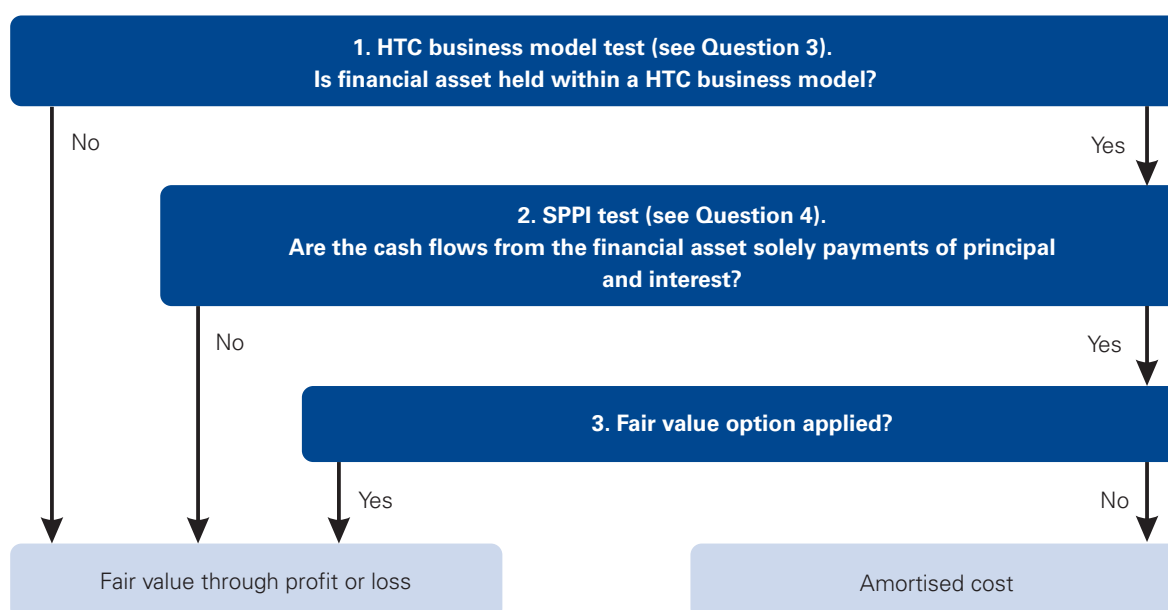 1. HTC business model test (see Question 3).
Is financial asset held within a HTC business model?
No
Yes
2. SPPI test (see Question 4).
Are the cash flows from the financial asset solely payments of principal
and interest?
No
Yes
3. Fair value option applied?
Yes
No
Fair value through profit or loss
Amortised cost